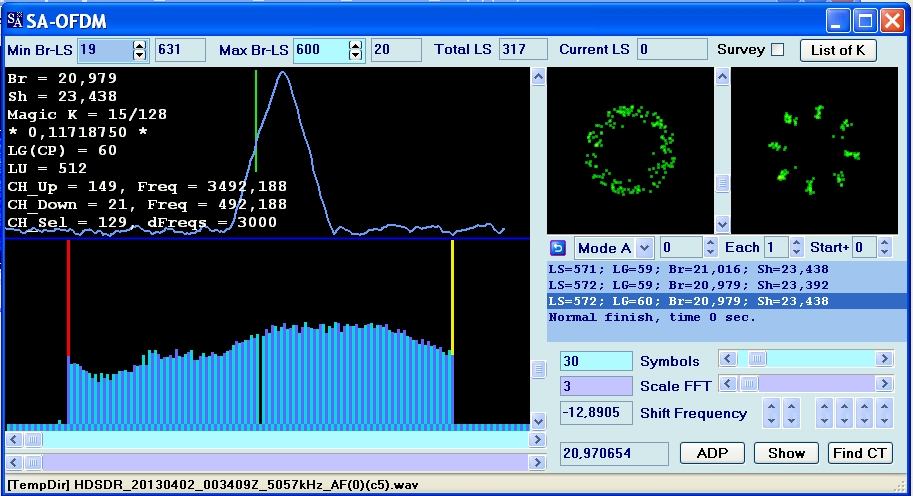 SA SA-OFDM
Min Br-LS 19 631 Max Br-LS 600 20 Total LS 317 Current LS 0 Survey List of K
Br = 20,979
Sh = 23,438
Magic K = 15/128
* 0,11718750 *
LG(CP) = 60
LU = 512
CH_Up = 149, Freq = 3492,188
CH_Down = 21, Freq = 492,188
CH_Sel = 129, dFreqs = 3000
Mode A 0 Each 1 Start+ 0
LS=571; LG=59; Br=21,016; Sh=23,438
LS=572; LG=59; Br=20,979; Sh=23,392
LS=572; LG=60; Br=20,979; Sh=23,438
Normal finish, time 0 sec.
30 Symbols
3 Scale FFT
-12,8905 Shift Frequency
20,970654 ADP Show Find CT
[TempDir] HDSDR_20130402_003409Z_5057kHz_AF(0)(c5).wav